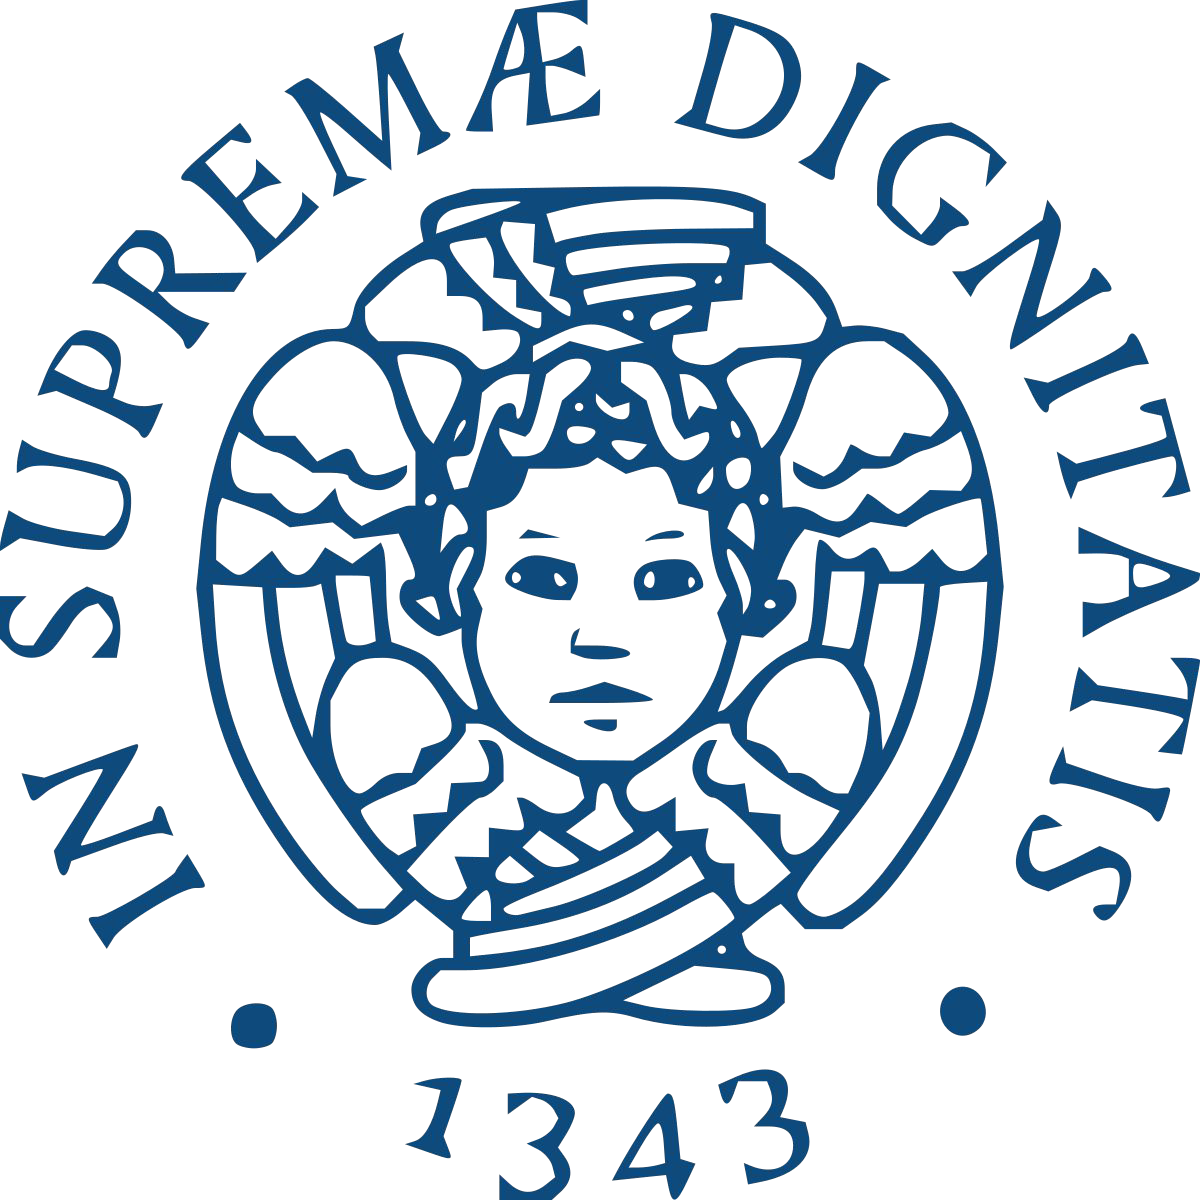 IN SUPREMÆ DIGNITATIS
1343